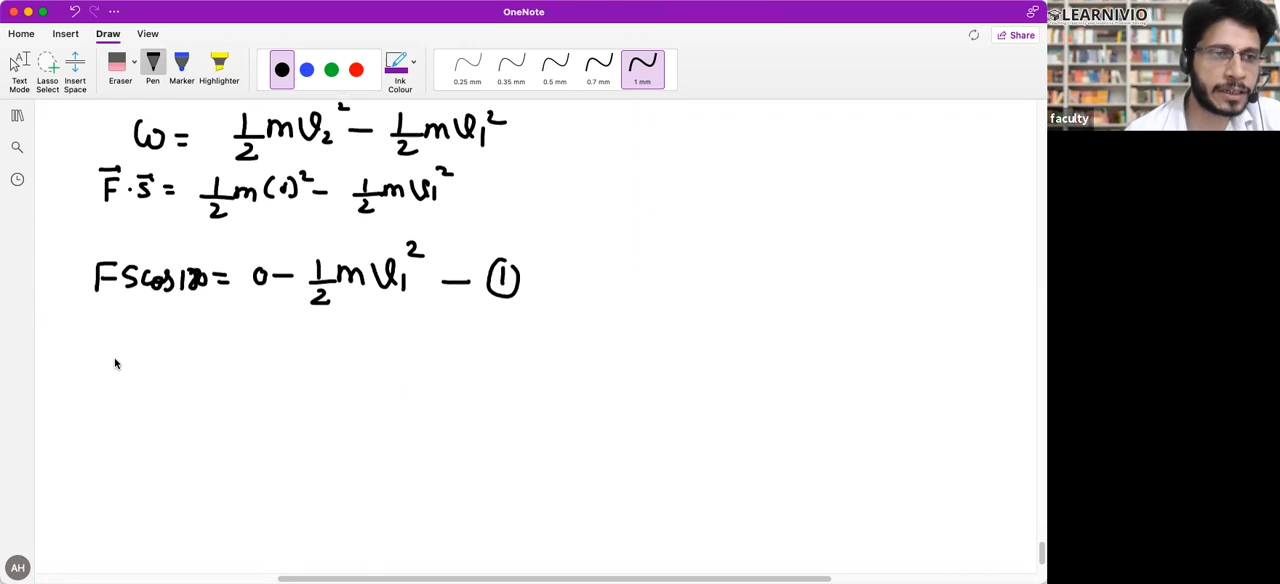 OneNote
LEARNIVIO
Home Insert Draw View
Share
Text Mode
Lasso Select
Insert Space
Eraser
Pen
Marker
Highlighter
Ink Colour
0.25 mm
0.35 mm
0.5 mm
0.7 mm
1 mm
faculty
W = 1/2 mv₂² − 1/2 mv₁²
F⃗ · S⃗ = 1/2 m(0)² − 1/2 mv₁²
FS cos180 = 0 − 1/2 mv₁² — ①
AH